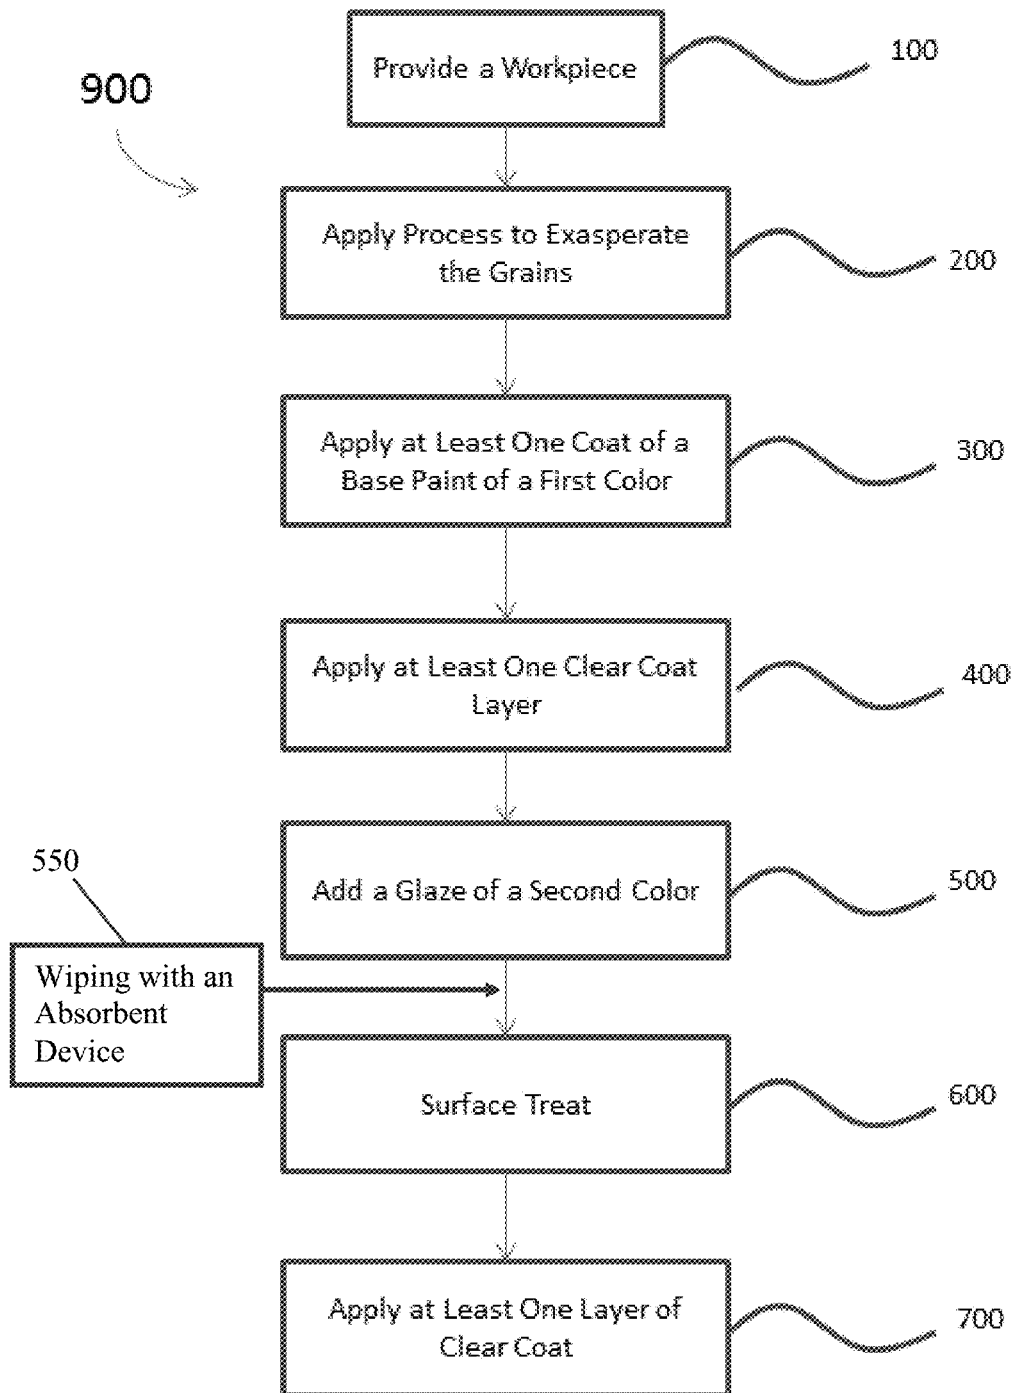 Provide a Workpiece
100
900
Apply Process to Exasperate
the Grains
200
Apply at Least One Coat of a
Base Paint of a First Color
300
Apply at Least One Clear Coat
Layer
400
Add a Glaze of a Second Color
500
550
Wiping with an
Absorbent
Device
Surface Treat
600
Apply at Least One Layer of
Clear Coat
700